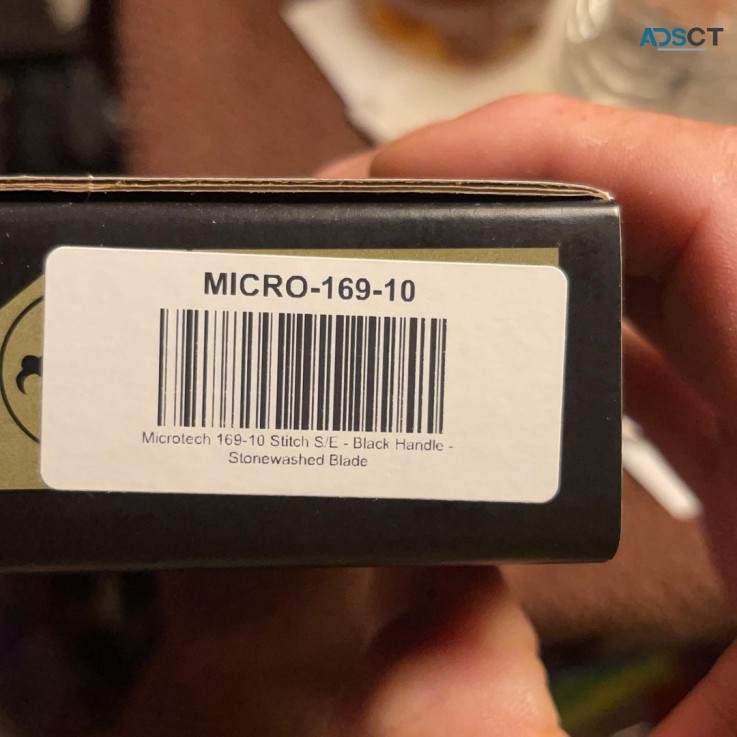 ADSCT
MICRO-169-10
Microtech 169-10 Stitch S/E - Black Handle -
Stonewashed Blade